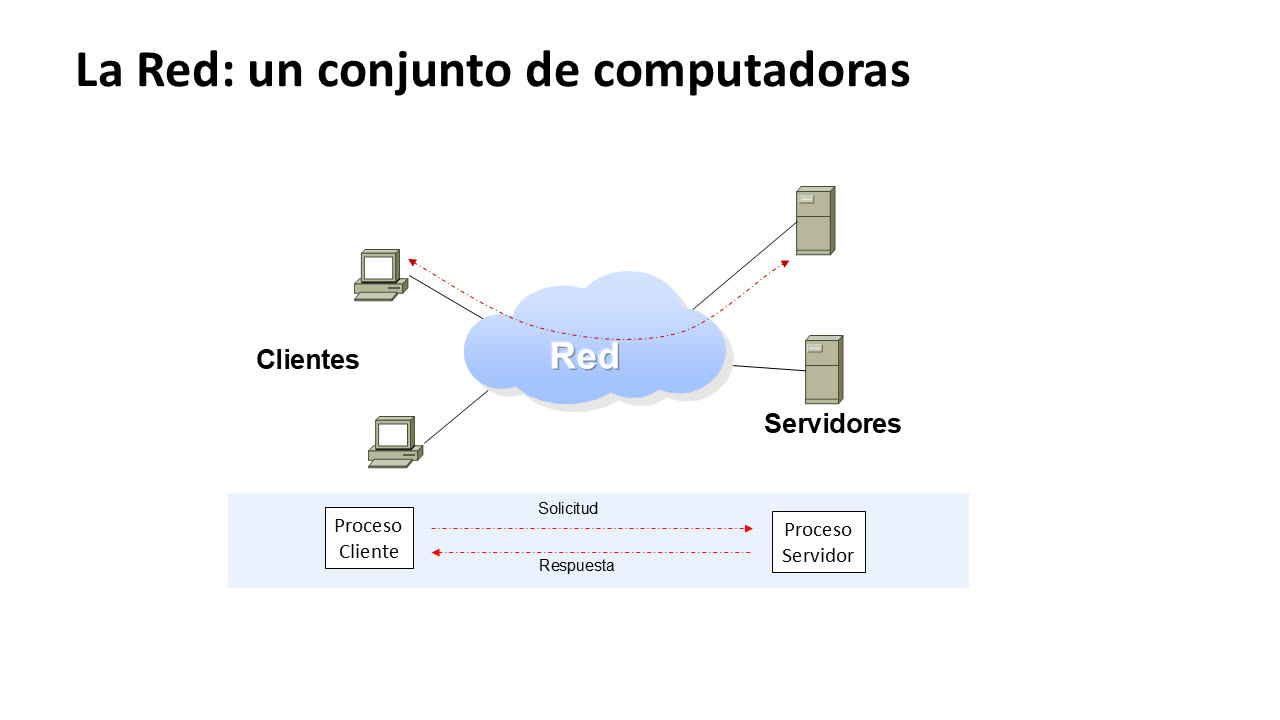 La Red: un conjunto de computadoras
Clientes
Red
Servidores
Solicitud
Proceso
Cliente
Proceso
Servidor
Respuesta